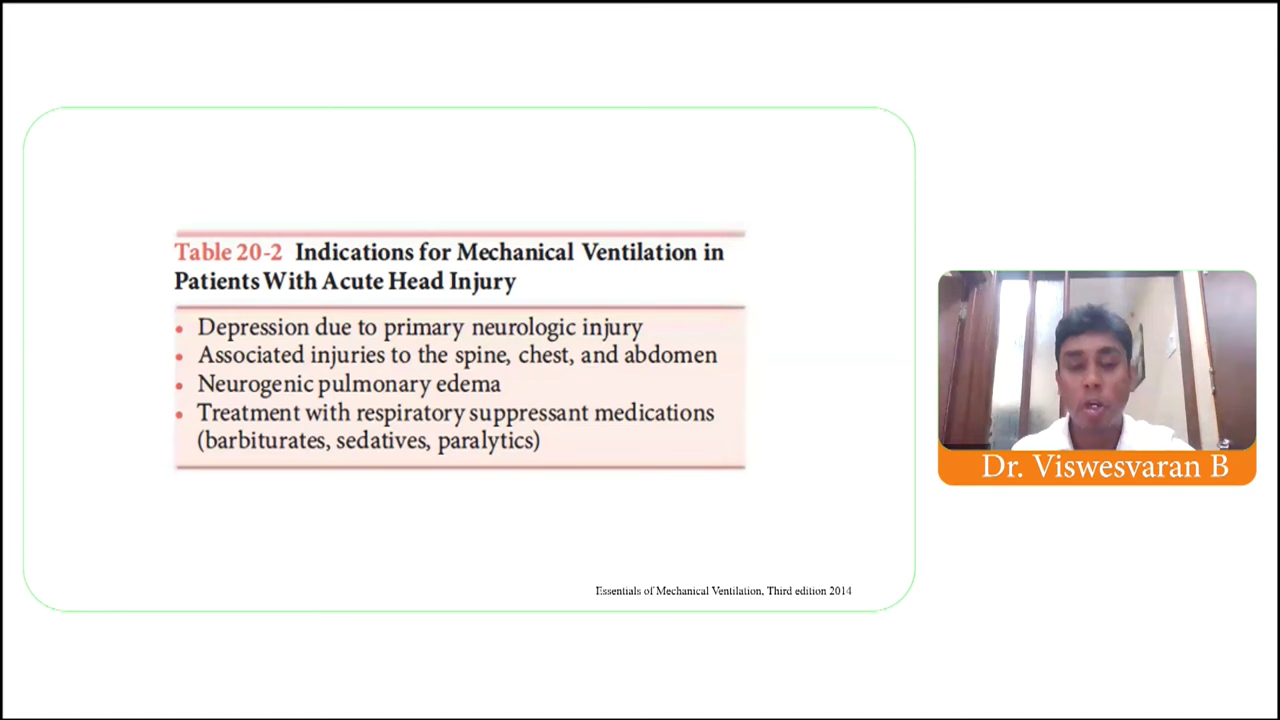 Table 20-2 Indications for Mechanical Ventilation in
Patients With Acute Head Injury
• Depression due to primary neurologic injury
• Associated injuries to the spine, chest, and abdomen
• Neurogenic pulmonary edema
• Treatment with respiratory suppressant medications
(barbiturates, sedatives, paralytics)
Essentials of Mechanical Ventilation, Third edition 2014
Dr. Viswesvaran B